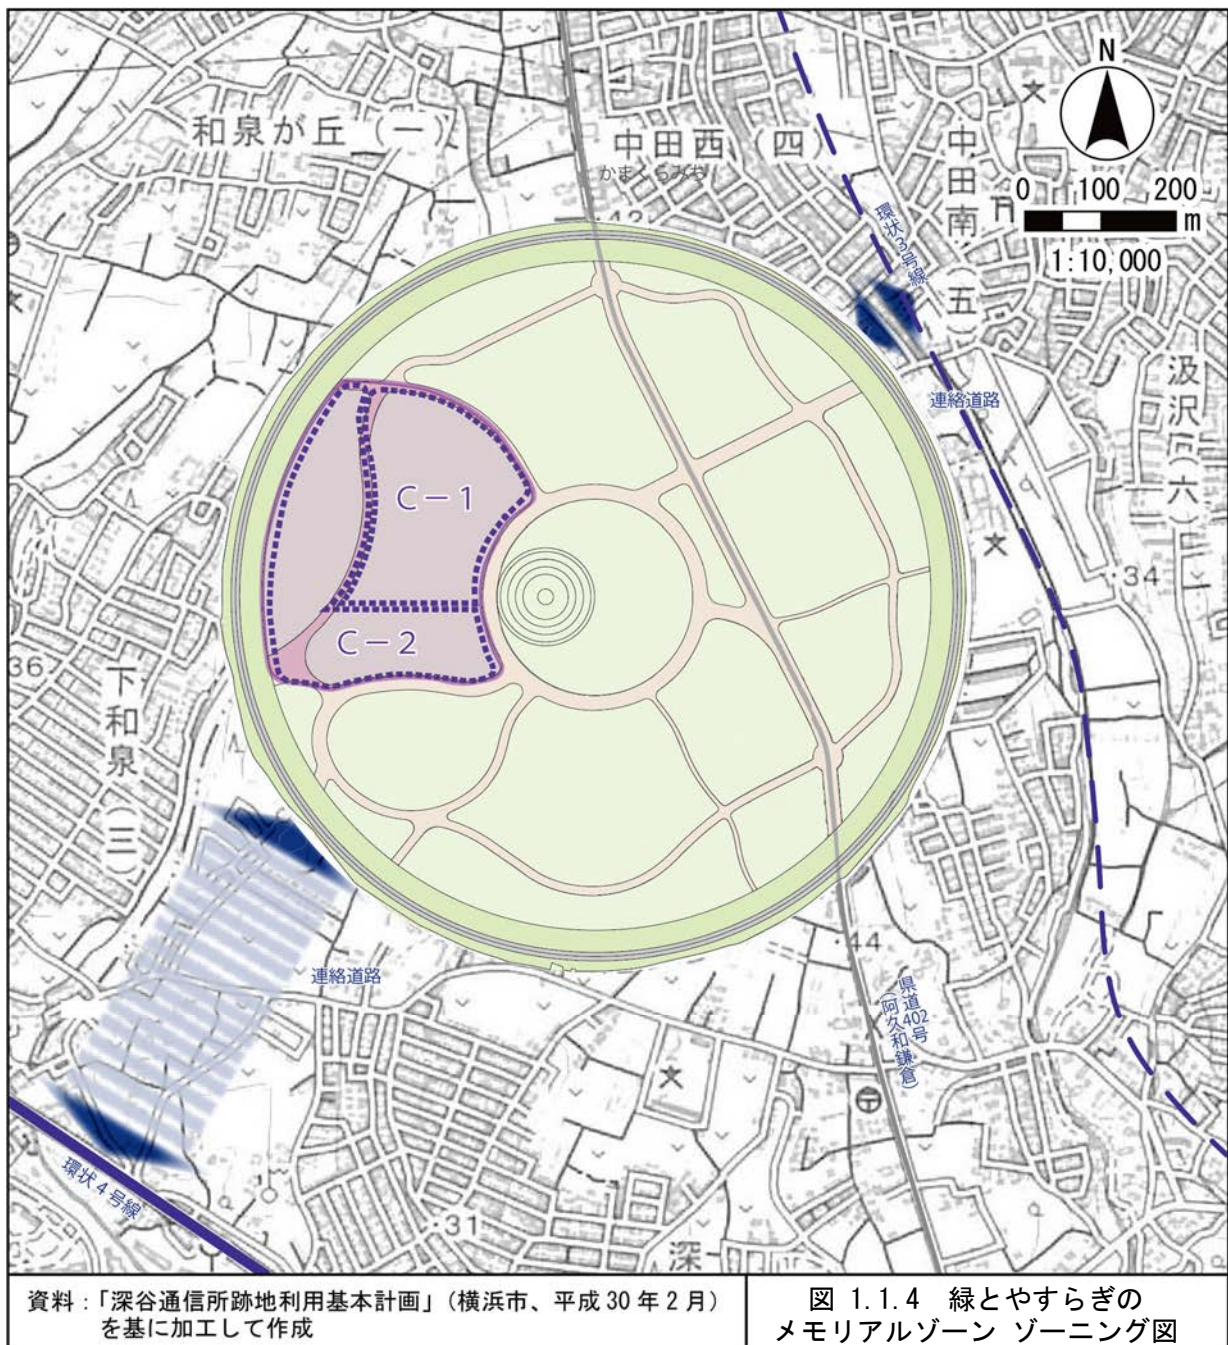 和泉が丘（一）
中田西（四）
かまくらみち
42
中田南（五）
N
0 100 200
m
1:10,000
環状3号線
連絡道路
汲沢（六）
34
C－1
C－2
36
下和泉（三）
連絡道路
環状4号線
44
県道402号
（阿久和鎌倉）
31
深
資料：「深谷通信所跡地利用基本計画」（横浜市、平成30年2月）
を基に加工して作成
図 1.1.4 緑とやすらぎの
メモリアルゾーン ゾーニング図